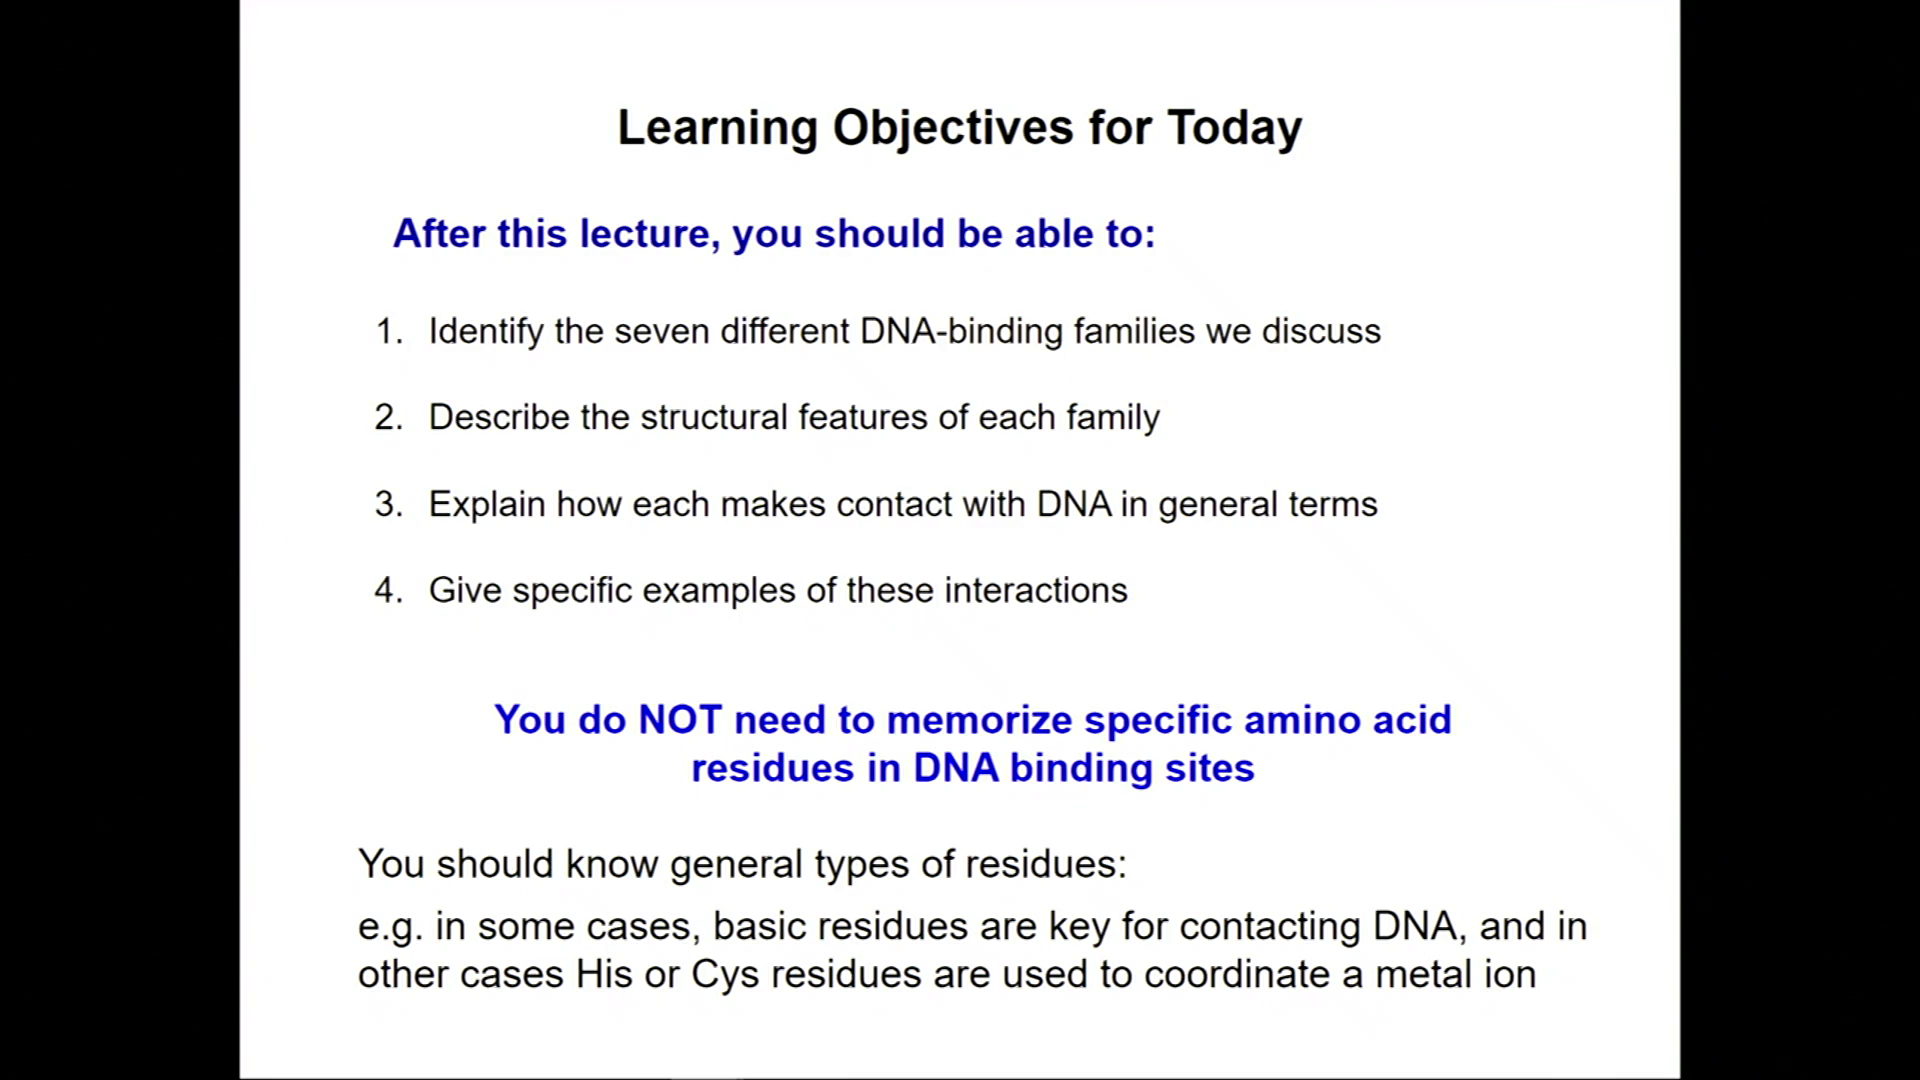 Learning Objectives for Today
After this lecture, you should be able to:
1. Identify the seven different DNA-binding families we discuss
2. Describe the structural features of each family
3. Explain how each makes contact with DNA in general terms
4. Give specific examples of these interactions
You do NOT need to memorize specific amino acid
residues in DNA binding sites
You should know general types of residues:
e.g. in some cases, basic residues are key for contacting DNA, and in
other cases His or Cys residues are used to coordinate a metal ion